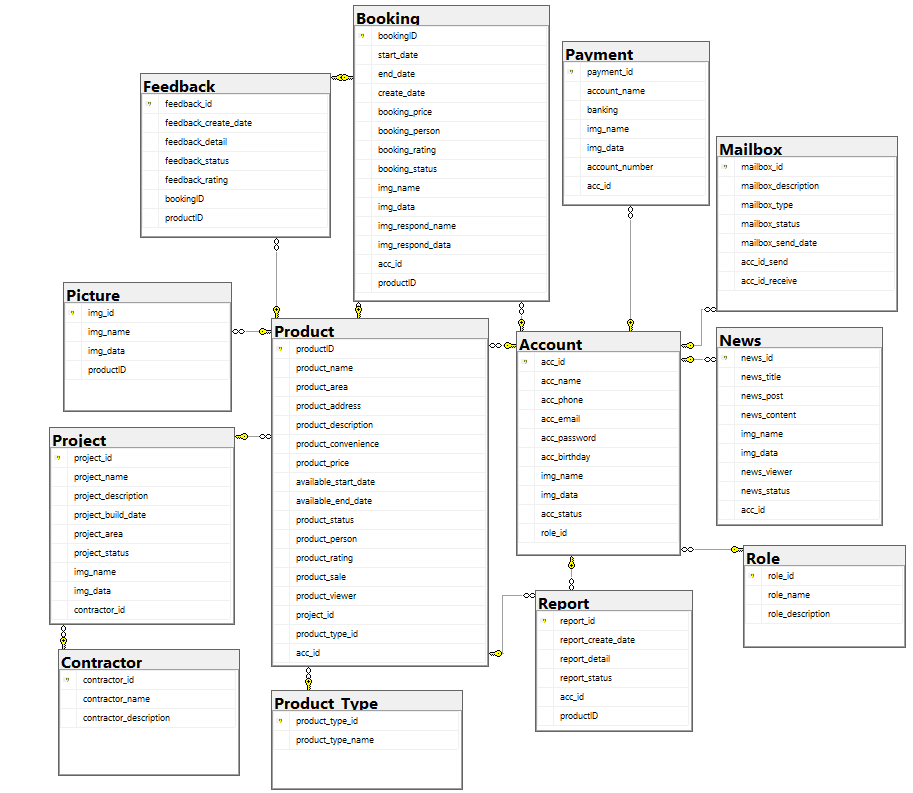 Booking
bookingID
start_date
end_date
create_date
booking_price
booking_person
booking_rating
booking_status
img_name
img_data
img_respond_name
img_respond_data
acc_id
productID
Payment
payment_id
account_name
banking
img_name
img_data
account_number
acc_id
Feedback
feedback_id
feedback_create_date
feedback_detail
feedback_status
feedback_rating
bookingID
productID
Mailbox
mailbox_id
mailbox_description
mailbox_type
mailbox_status
mailbox_send_date
acc_id_send
acc_id_receive
Picture
img_id
img_name
img_data
productID
Product
productID
product_name
product_area
product_address
product_description
product_convenience
product_price
available_start_date
available_end_date
product_status
product_person
product_rating
product_sale
product_viewer
project_id
product_type_id
acc_id
Account
acc_id
acc_name
acc_phone
acc_email
acc_password
acc_birthday
img_name
img_data
acc_status
role_id
News
news_id
news_title
news_post
news_content
img_name
img_data
news_viewer
news_status
acc_id
Project
project_id
project_name
project_description
project_build_date
project_area
project_status
img_name
img_data
contractor_id
Role
role_id
role_name
role_description
Report
report_id
report_create_date
report_detail
report_status
acc_id
productID
Contractor
contractor_id
contractor_name
contractor_description
Product_Type
product_type_id
product_type_name